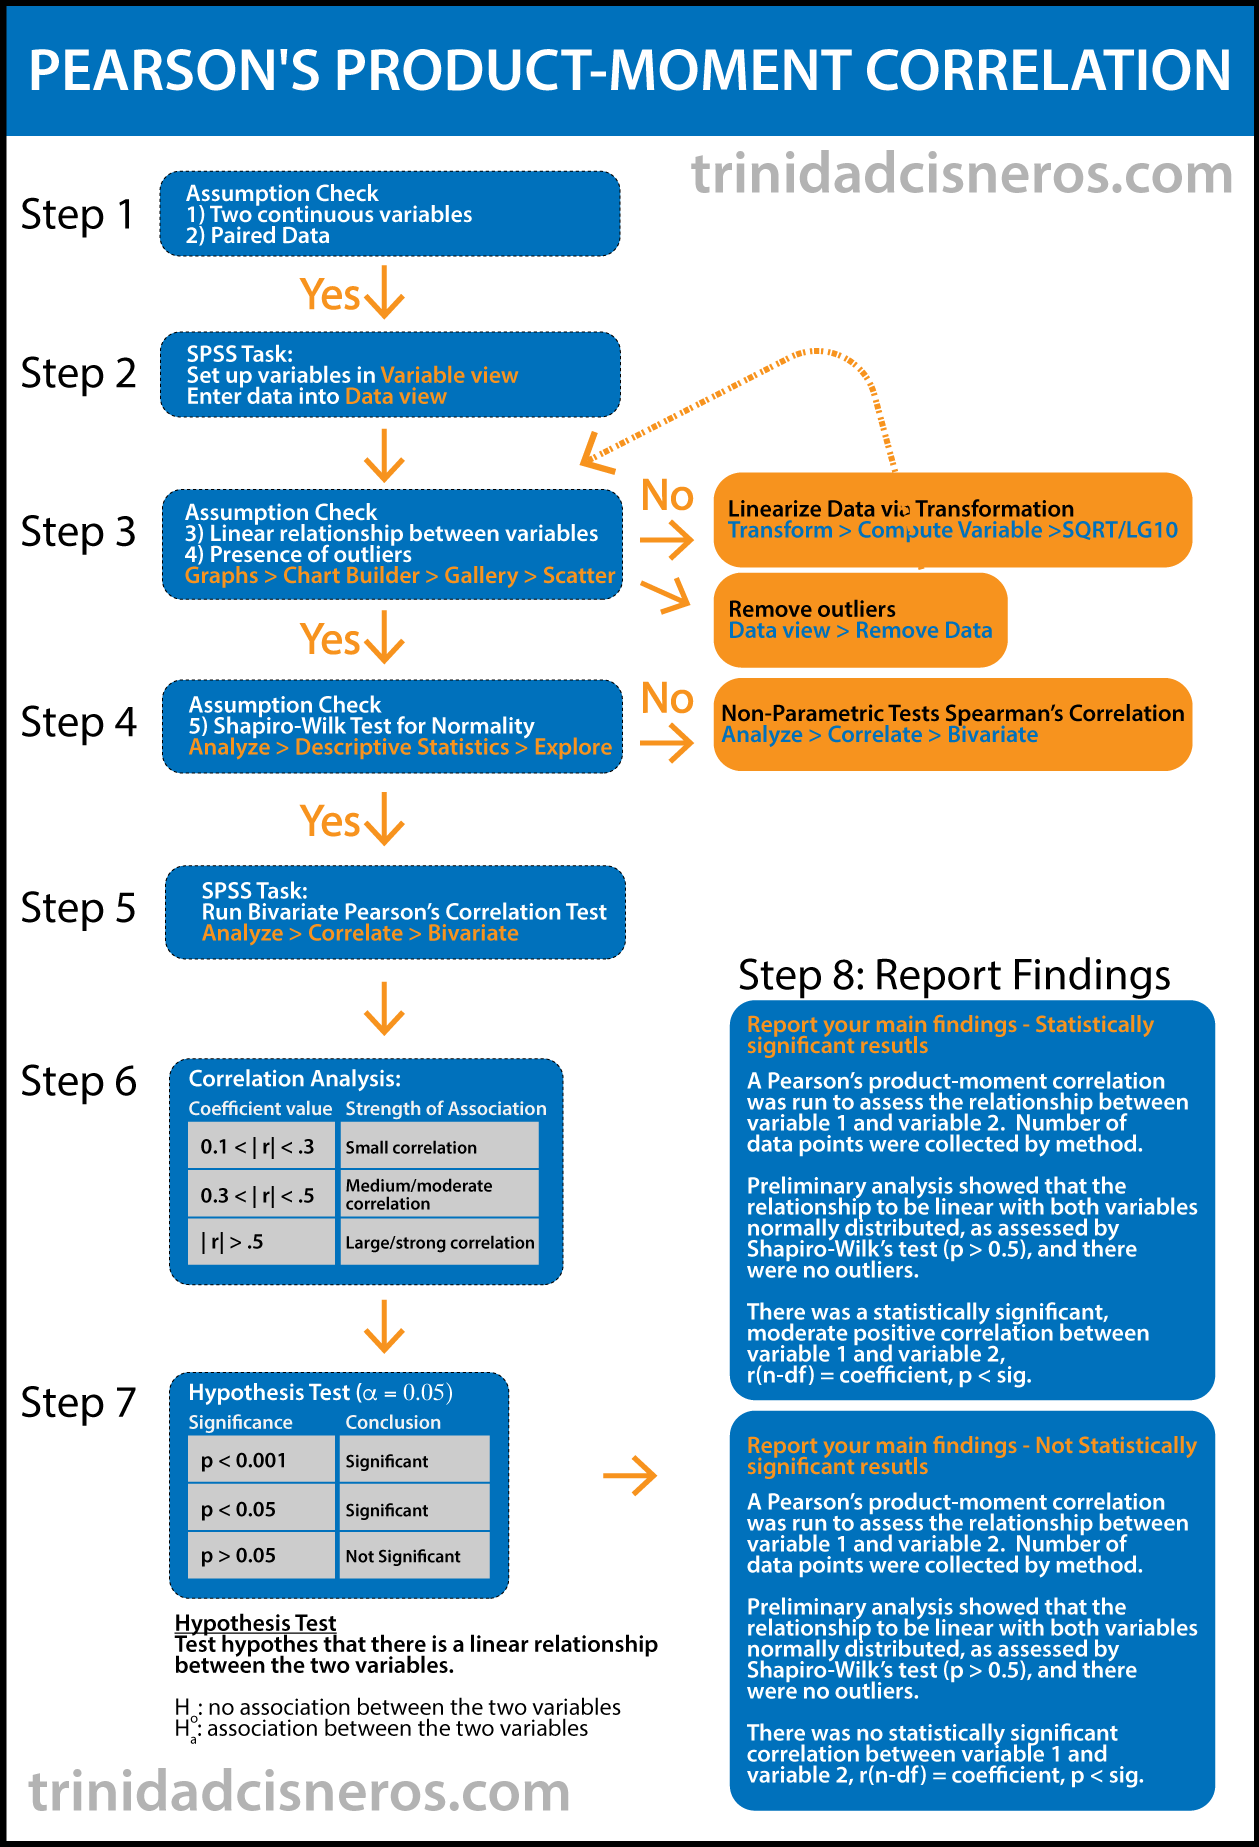 PEARSON'S PRODUCT-MOMENT CORRELATION
trinidadcisneros.com
Step 1
Assumption Check
1) Two continuous variables
2) Paired Data
Yes
Step 2
SPSS Task:
Set up variables in Variable view
Enter data into Data view
Step 3
Assumption Check
3) Linear relationship between variables
4) Presence of outliers
Graphs > Chart Builder > Gallery > Scatter
No
Linearize Data via Transformation
Transform > Compute Variable >SQRT/LG10
Remove outliers
Data view > Remove Data
Yes
Step 4
Assumption Check
5) Shapiro-Wilk Test for Normality
Analyze > Descriptive Statistics > Explore
No
Non-Parametric Tests Spearman's Correlation
Analyze > Correlate > Bivariate
Yes
Step 5
SPSS Task:
Run Bivariate Pearson's Correlation Test
Analyze > Correlate > Bivariate
Step 6
Correlation Analysis:
Coefficient value Strength of Association
0.1 < | r| < .3 Small correlation
0.3 < | r| < .5 Medium/moderate
correlation
| r| > .5 Large/strong correlation
Step 7
Hypothesis Test (α = 0.05)
Significance Conclusion
p < 0.001 Significant
p < 0.05 Significant
p > 0.05 Not Significant
Hypothesis Test
Test hypothes that there is a linear relationship
between the two variables.
Ho: no association between the two variables
Ha: association between the two variables
Step 8: Report Findings
Report your main findings - Statistically
significant resutls
A Pearson's product-moment correlation
was run to assess the relationship between
variable 1 and variable 2. Number of
data points were collected by method.
Preliminary analysis showed that the
relationship to be linear with both variables
normally distributed, as assessed by
Shapiro-Wilk's test (p > 0.5), and there
were no outliers.
There was a statistically significant,
moderate positive correlation between
variable 1 and variable 2,
r(n-df) = coefficient, p < sig.
Report your main findings - Not Statistically
significant resutls
A Pearson's product-moment correlation
was run to assess the relationship between
variable 1 and variable 2. Number of
data points were collected by method.
Preliminary analysis showed that the
relationship to be linear with both variables
normally distributed, as assessed by
Shapiro-Wilk's test (p > 0.5), and there
were no outliers.
There was no statistically significant
correlation between variable 1 and
variable 2, r(n-df) = coefficient, p < sig.
trinidadcisneros.com